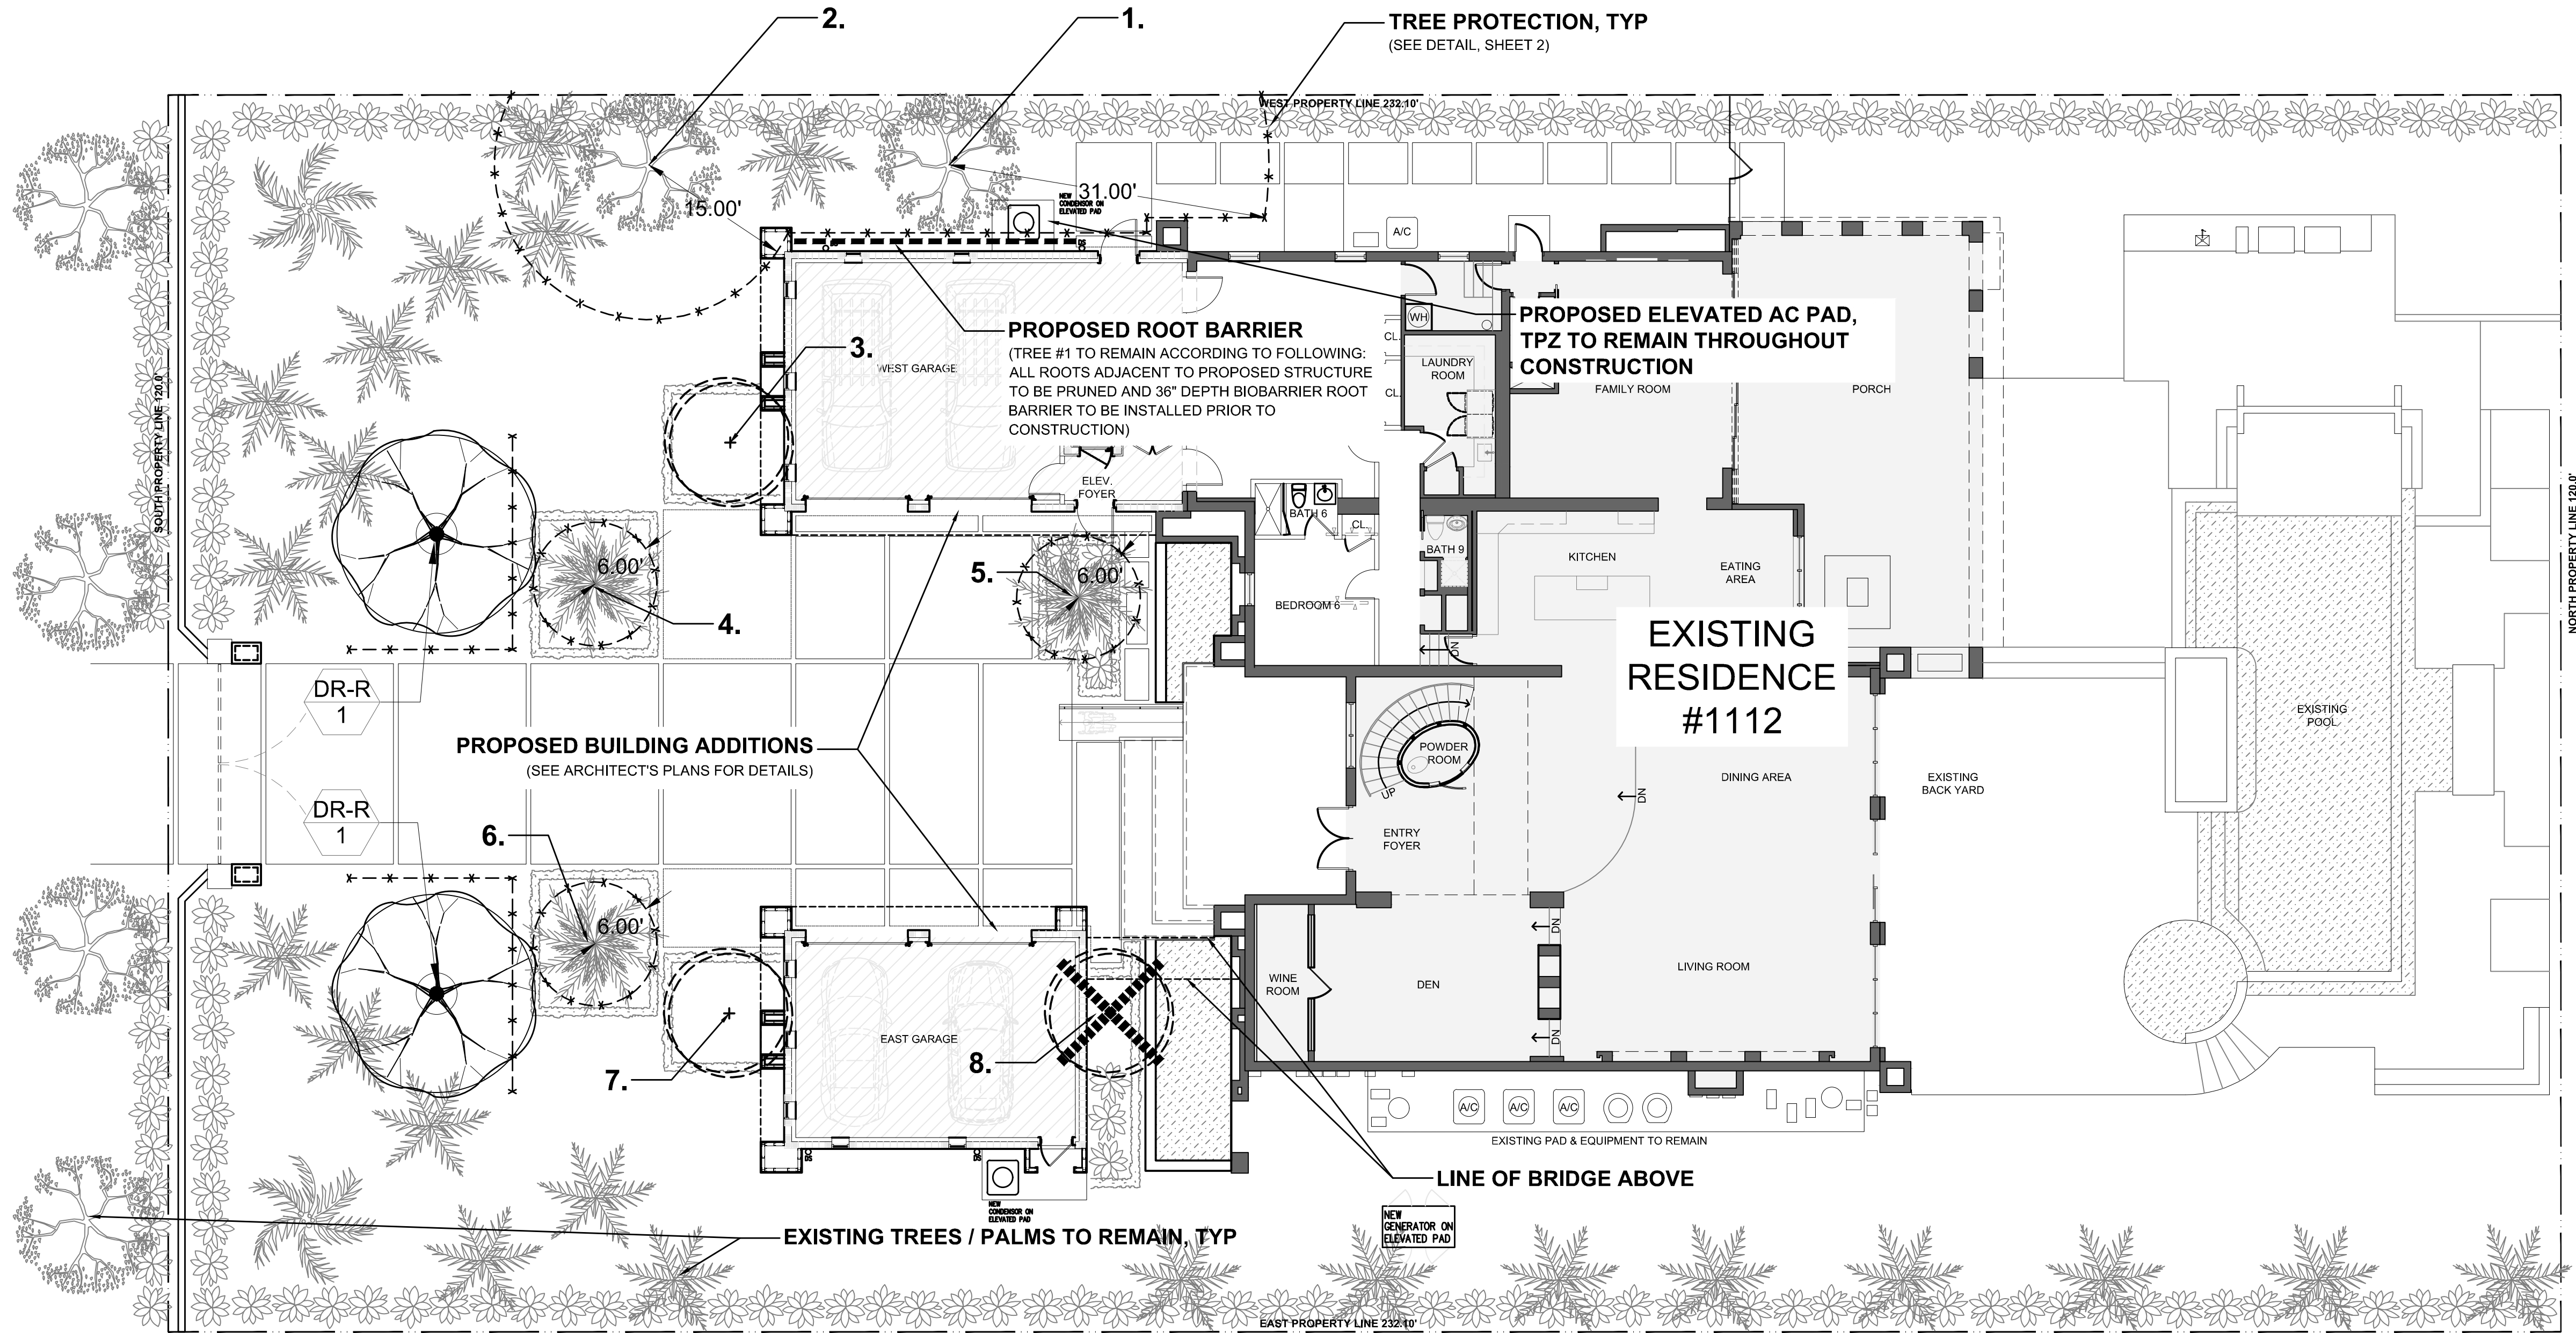 2.
1.
TREE PROTECTION, TYP
(SEE DETAIL, SHEET 2)
WEST PROPERTY LINE 232.10'
15.00'
31.00'
NEW
CONDENSOR ON
ELEVATED PAD
DS
DS
A/C
3.
WEST GARAGE
PROPOSED ROOT BARRIER
(TREE #1 TO REMAIN ACCORDING TO FOLLOWING:
ALL ROOTS ADJACENT TO PROPOSED STRUCTURE
TO BE PRUNED AND 36" DEPTH BIOBARRIER ROOT
BARRIER TO BE INSTALLED PRIOR TO
CONSTRUCTION)
PROPOSED ELEVATED AC PAD,
TPZ TO REMAIN THROUGHOUT
CONSTRUCTION
WH
CL.
CL.
LAUNDRY
ROOM
FAMILY ROOM
PORCH
SOUTH PROPERTY LINE 120.0'
NORTH PROPERTY LINE 120.0'
ELEV.
FOYER
BATH 6
CL.
BATH 9
KITCHEN
EATING
AREA
6.00'
4.
5.
6.00'
BEDROOM 6
DN
EXISTING
RESIDENCE
#1112
DR-R
1
PROPOSED BUILDING ADDITIONS
(SEE ARCHITECT'S PLANS FOR DETAILS)
POWDER
ROOM
UP
DINING AREA
DN
EXISTING
BACK YARD
EXISTING
POOL
DR-R
1
6.
6.00'
ENTRY
FOYER
DN
WINE
ROOM
DEN
LIVING ROOM
DN
EAST GARAGE
7.
8.
A/C
A/C
A/C
EXISTING PAD & EQUIPMENT TO REMAIN
DS
DS
LINE OF BRIDGE ABOVE
NEW
CONDENSOR ON
ELEVATED PAD
NEW
GENERATOR ON
ELEVATED PAD
EXISTING TREES / PALMS TO REMAIN, TYP
EAST PROPERTY LINE 232.10'